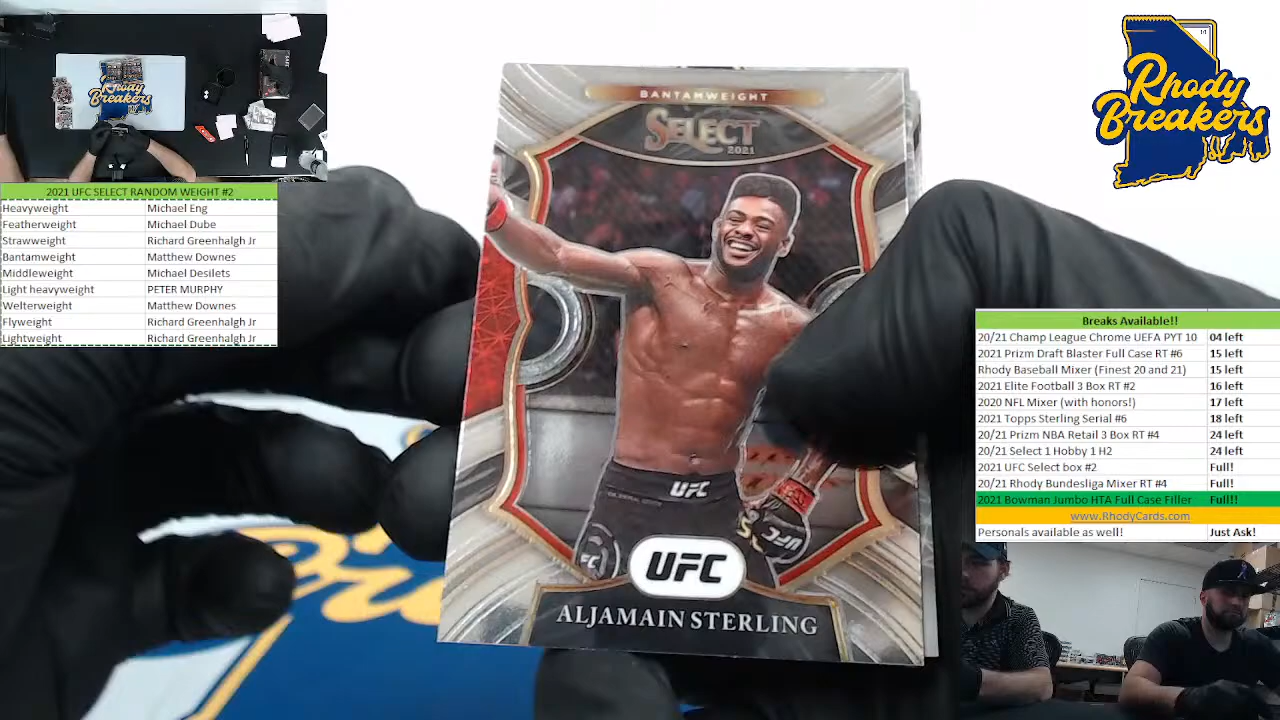 2021 UFC SELECT RANDOM WEIGHT #2
Heavyweight Michael Eng
Featherweight Michael Dube
Strawweight Richard Greenhalgh Jr
Bantamweight Matthew Downes
Middleweight Michael Desilets
Light heavyweight PETER MURPHY
Welterweight Matthew Downes
Flyweight Richard Greenhalgh Jr
Lightweight Richard Greenhalgh Jr
Rhody
Breakers
BANTAMWEIGHT
SELECT
2021
UFC
UFC
UFC
ALJAMAIN STERLING
Rhody
Breakers
Breaks Available!!
20/21 Champ League Chrome UEFA PYT 10 04 left
2021 Prizm Draft Blaster Full Case RT #6 15 left
Rhody Baseball Mixer (Finest 20 and 21) 15 left
2021 Elite Football 3 Box RT #2 16 left
2020 NFL Mixer (with honors!) 17 left
2021 Topps Sterling Serial #6 18 left
20/21 Prizm NBA Retail 3 Box RT #4 24 left
20/21 Select 1 Hobby 1 H2 24 left
2021 UFC Select box #2 Full!
20/21 Rhody Bundesliga Mixer RT #4 Full!
2021 Bowman Jumbo HTA Full Case Filler Full!!
www.RhodyCards.com
Personals available as well! Just Ask!